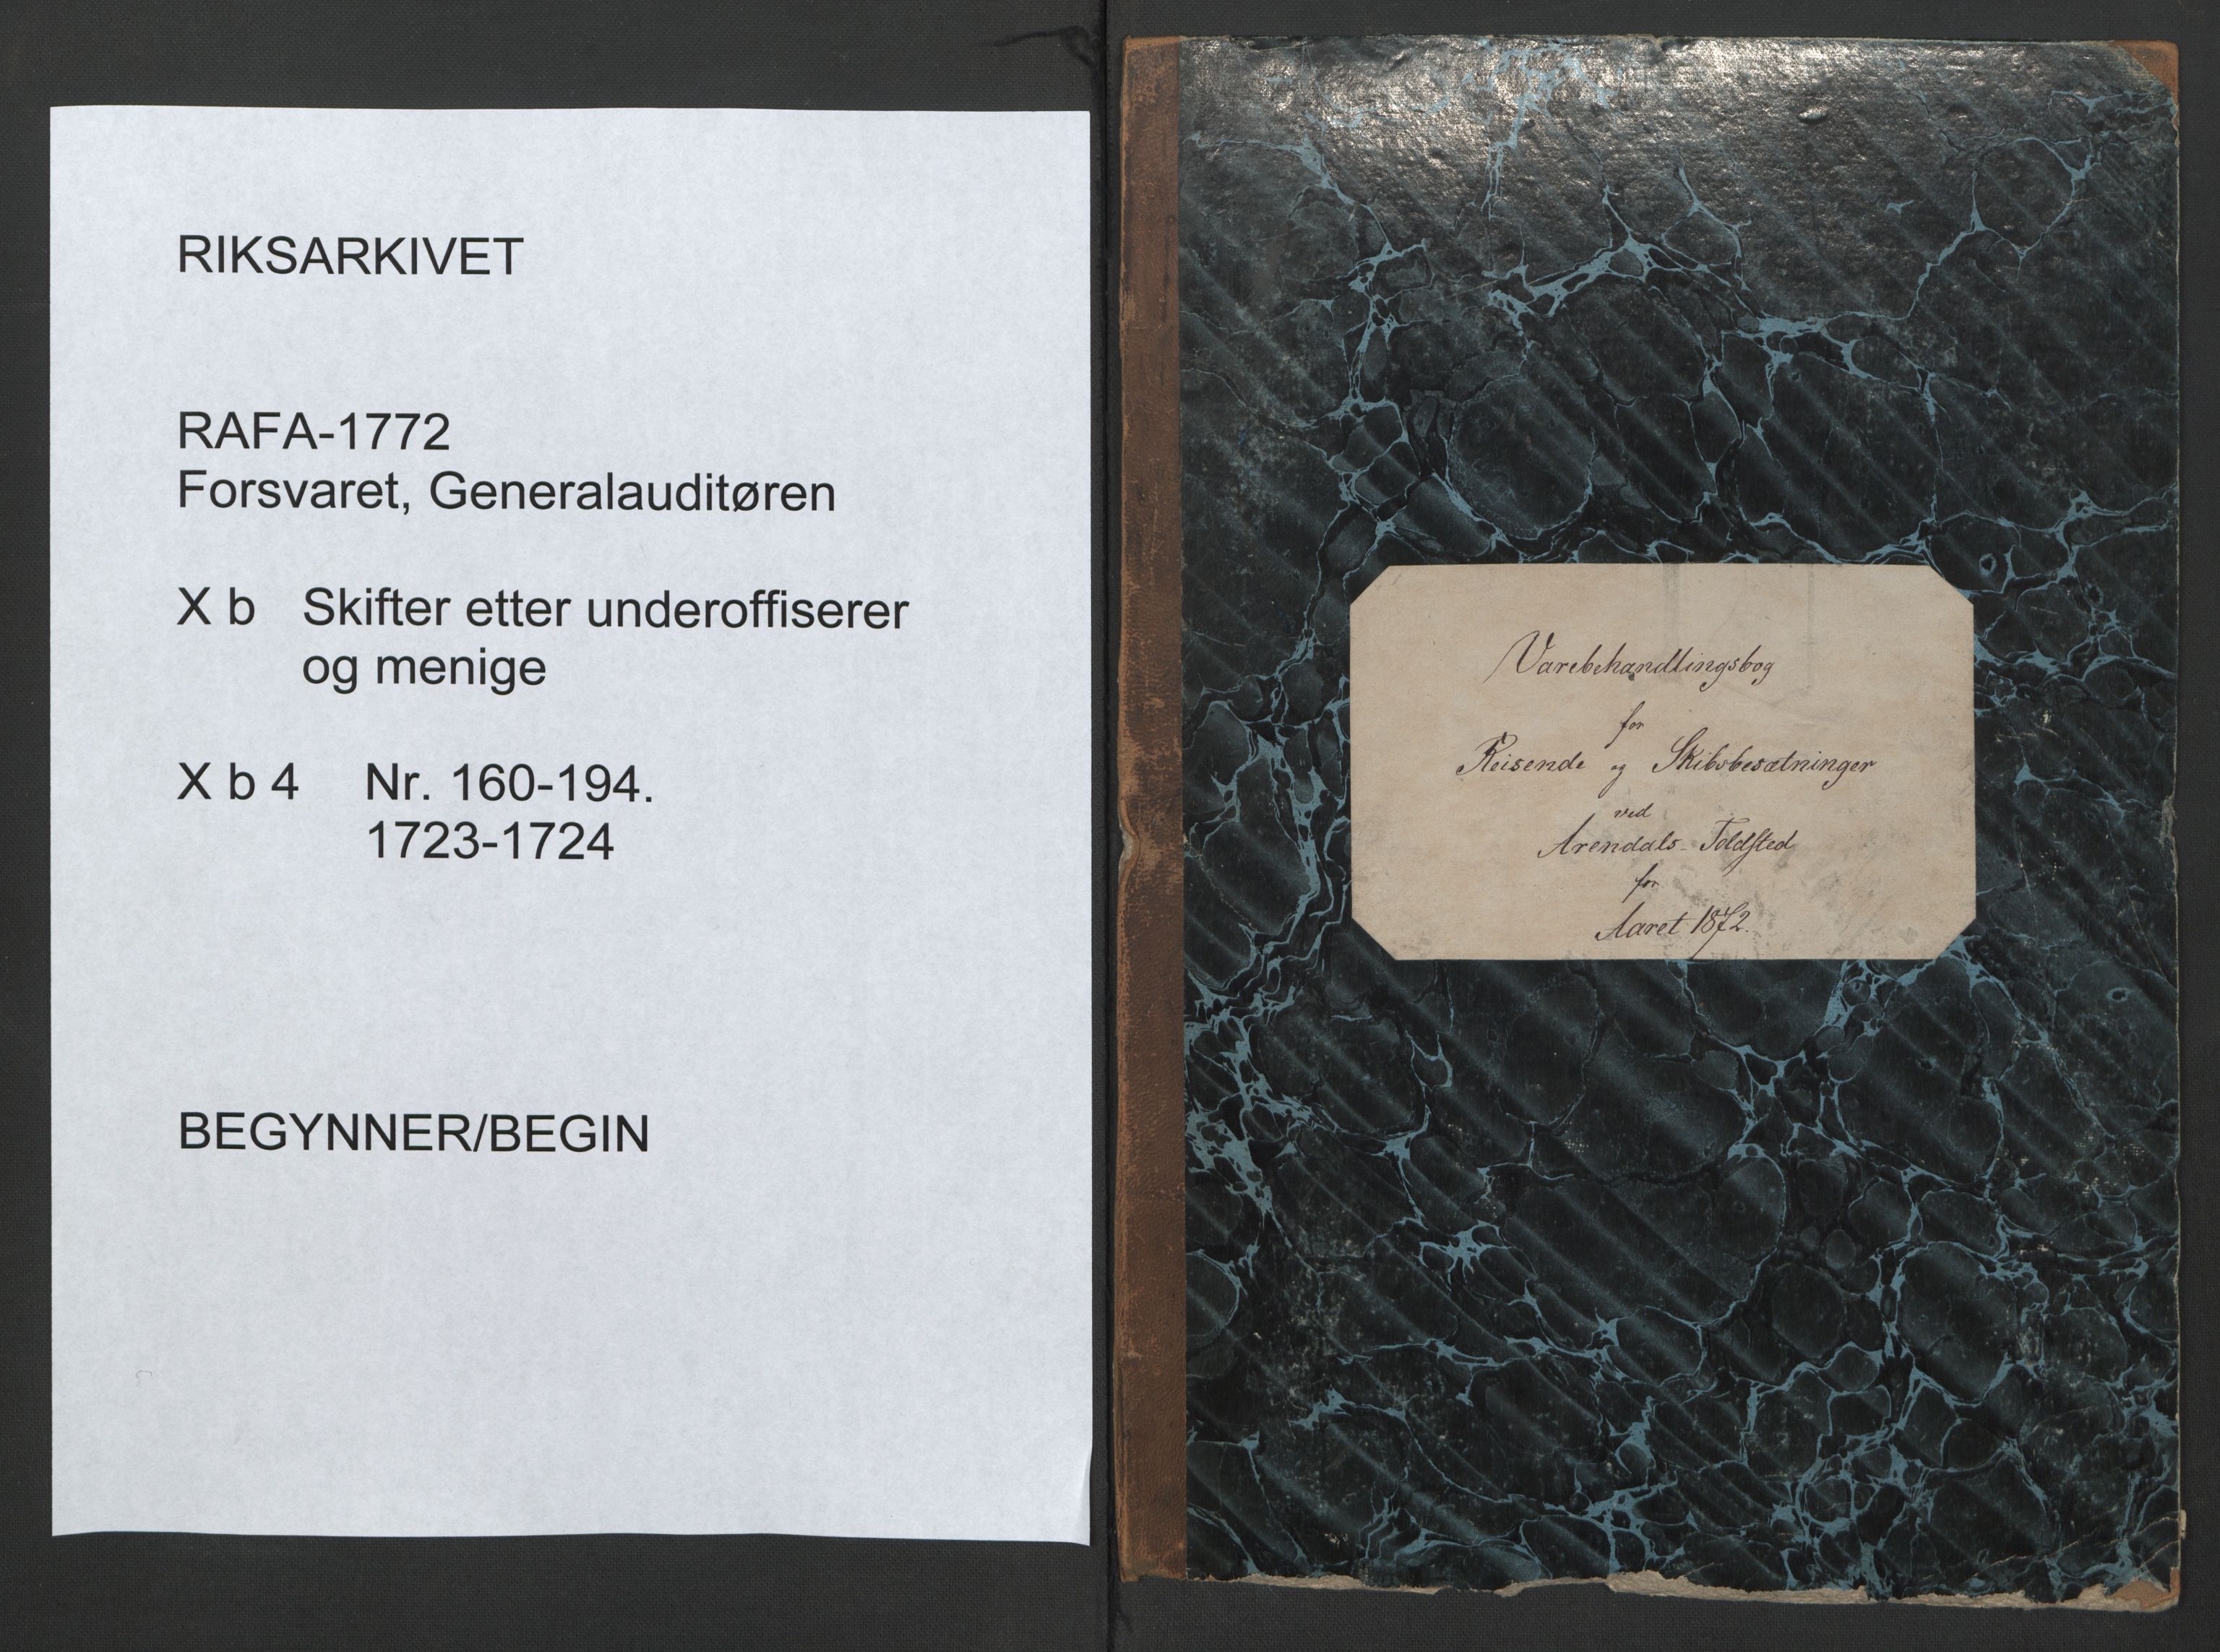 RIKSARKIVET
RAFA-1772
Forsvaret, Generalauditøren
X b Skifter etter underoffiserer
og menige
X b 4 Nr. 160-194.
1723-1724
BEGYNNER/BEGIN
Varebehandlingsbog
for
Reisende og Skibsbesætninger
ved
Arendals Toldsted
for
Aaret 1872.